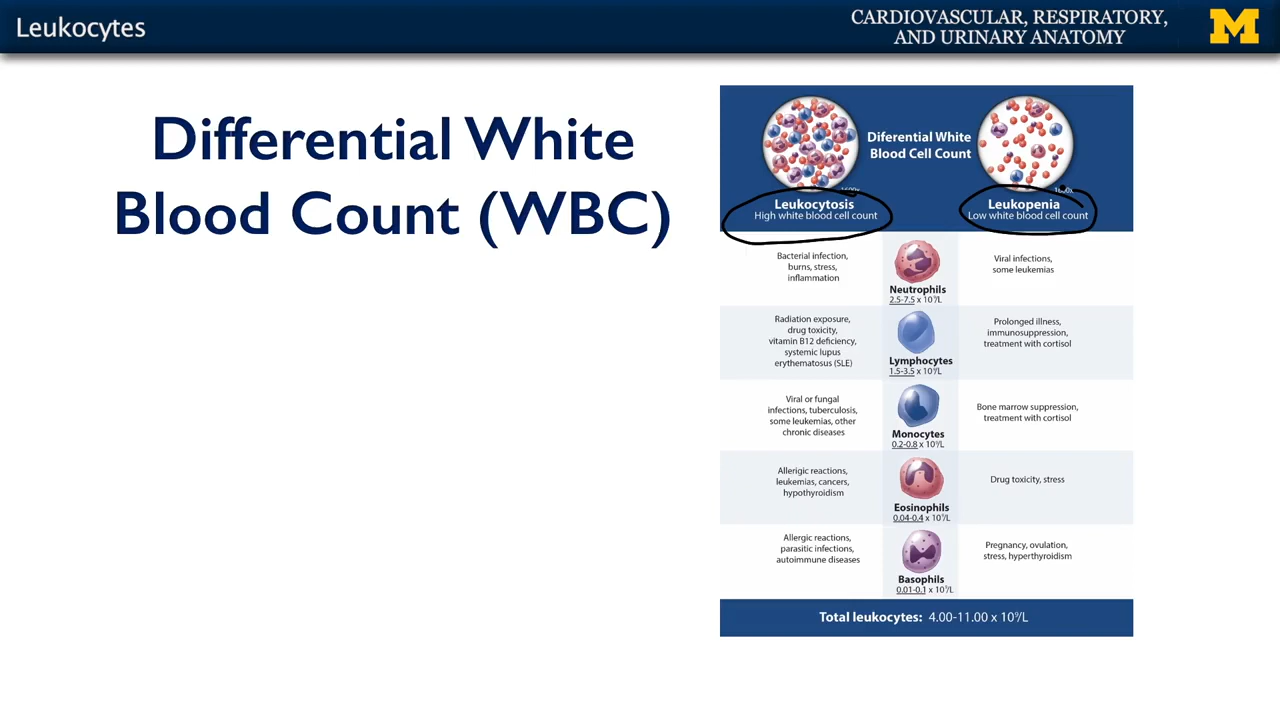 Leukocytes
CARDIOVASCULAR, RESPIRATORY,
AND URINARY ANATOMY
M
Differential White
Blood Count (WBC)
Diferential White
Blood Cell Count
1600x
1600x
Leukocytosis
High white blood cell count
Leukopenia
Low white blood cell count
Bacterial infection,
burns, stress,
inflammation
Neutrophils
2.5-7.5 x 10⁹/L
Viral infections,
some leukemias
Radiation exposure,
drug toxicity,
vitamin B12 deficiency,
systemic lupus
erythematosus (SLE)
Lymphocytes
1.5-3.5 x 10⁹/L
Prolonged illness,
immunosuppression,
treatment with cortisol
Viral or fungal
infections, tuberculosis,
some leukemias, other
chronic diseases
Monocytes
0.2-0.8 x 10⁹/L
Bone marrow suppression,
treatment with cortisol
Allerigic reactions,
leukemias, cancers,
hypothyroidism
Eosinophils
0.04-0.4 x 10⁹/L
Drug toxicity, stress
Allergic reactions,
parasitic infections,
autoimmune diseases
Basophils
0.01-0.1 x 10⁹/L
Pregnancy, ovulation,
stress, hyperthyroidism
Total leukocytes: 4.00-11.00 x 10⁹/L